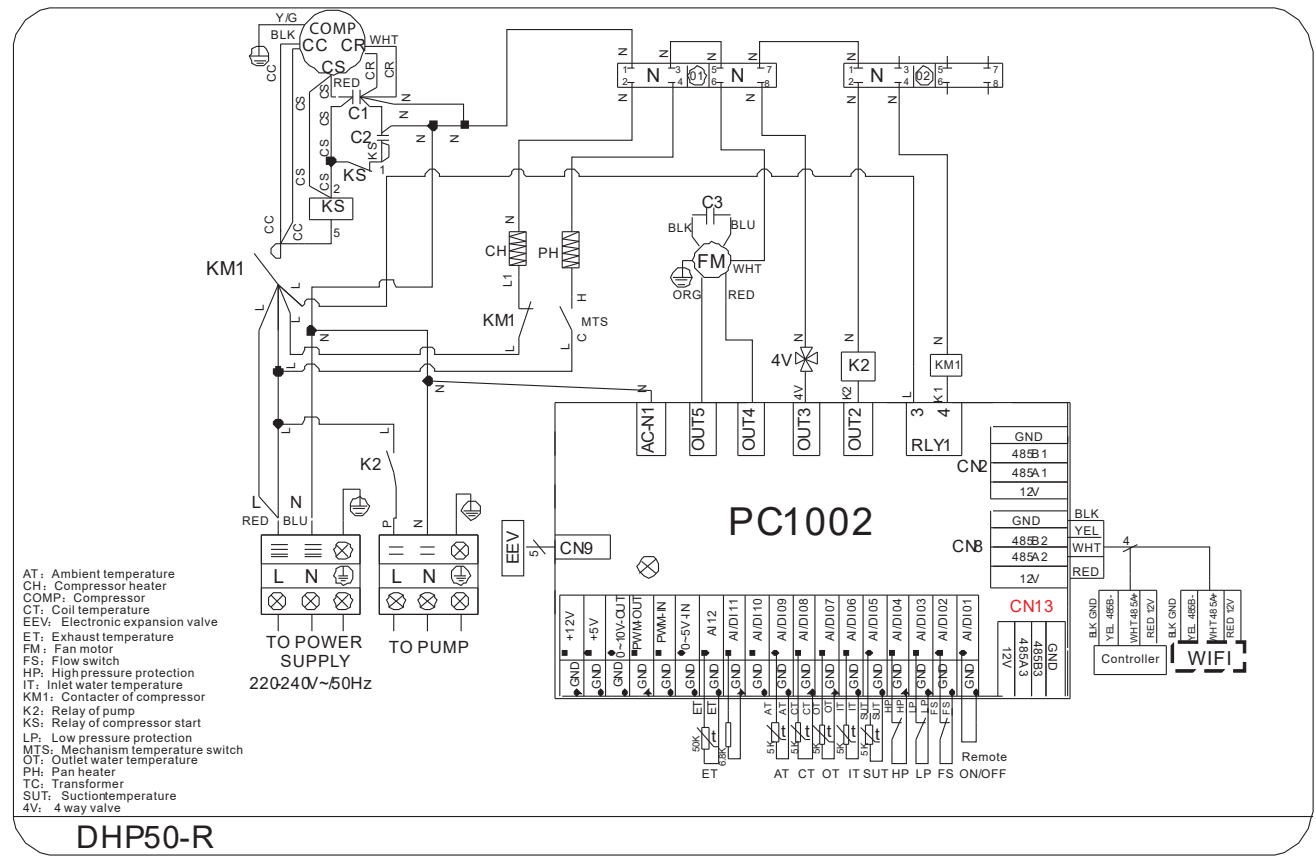 Y/G
BLK
COMP
CC CR
WHT
CS
RED
CR
CR
CC
CS
CS
CS
CS
CS
CS
CS
C1
N
N
C2
KS
KS
1
2
KS
5
CC
CC
N
N
N
N
N
N
N
N
1 3 5 7
N 01 N
2 4 6 8
N
N
N
1 3 5 7
N 02
2 4 6 8
N
N
KM1
L
L
L
L
L
N
N
CH
L1
KM1
L
PH
H
MTS
C
L
N
C3
BLK
BLU
FM
WHT
ORG
RED
N
4V
4V
N
K2
K2
N
KM1
K1
L
N
AC-N1
OUT5
OUT4
OUT3
OUT2
3 4
RLY1
L
L
K2
L N
RED BLU
P
N
L N
L N
TO POWER
SUPPLY
220-240V~/50Hz
TO PUMP
PC1002
EEV
5
CN9
CN2
GND
485B1
485A1
12V
CN8
GND
485B2
485A2
12V
BLK
YEL
WHT
RED
4
CN13
12V
485A3
485B3
GND
BLK GND
YEL 485B-
WHT485A+
RED 12V
Controller
BLK GND
YEL 485B-
WHT485A+
RED 12V
WIFI
+12V
+5V
0~10V-OUT
PWM-OUT
PWM-IN
0~5V-IN
AI12
AI/DI11
AI/DI10
AI/DI09
AI/DI08
AI/DI07
AI/DI06
AI/DI05
AI/DI04
AI/DI03
AI/DI02
AI/DI01
GND GND GND GND GND GND GND GND GND GND GND GND GND GND GND GND GND GND
ET ET
AT AT
CT CT
OT OT
IT IT
SUT SUT
HP HP
LP LP
FS FS
50K t
6.8K
5K t
5K t
5K t
5K t
5K t
ET AT CT OT IT SUT HP LP FS
Remote
ON/OFF
AT: Ambient temperature
CH: Compressor heater
COMP: Compressor
CT: Coil temperature
EEV: Electronic expansion valve
ET: Exhaust temperature
FM: Fan motor
FS: Flow switch
HP: High pressure protection
IT: Inlet water temperature
KM1: Contacter of compressor
K2: Relay of pump
KS: Relay of compressor start
LP: Low pressure protection
MTS: Mechanism temperature switch
OT: Outlet water temperature
PH: Pan heater
TC: Transformer
SUT: Suctiontemperature
4V: 4 way valve
DHP50-R